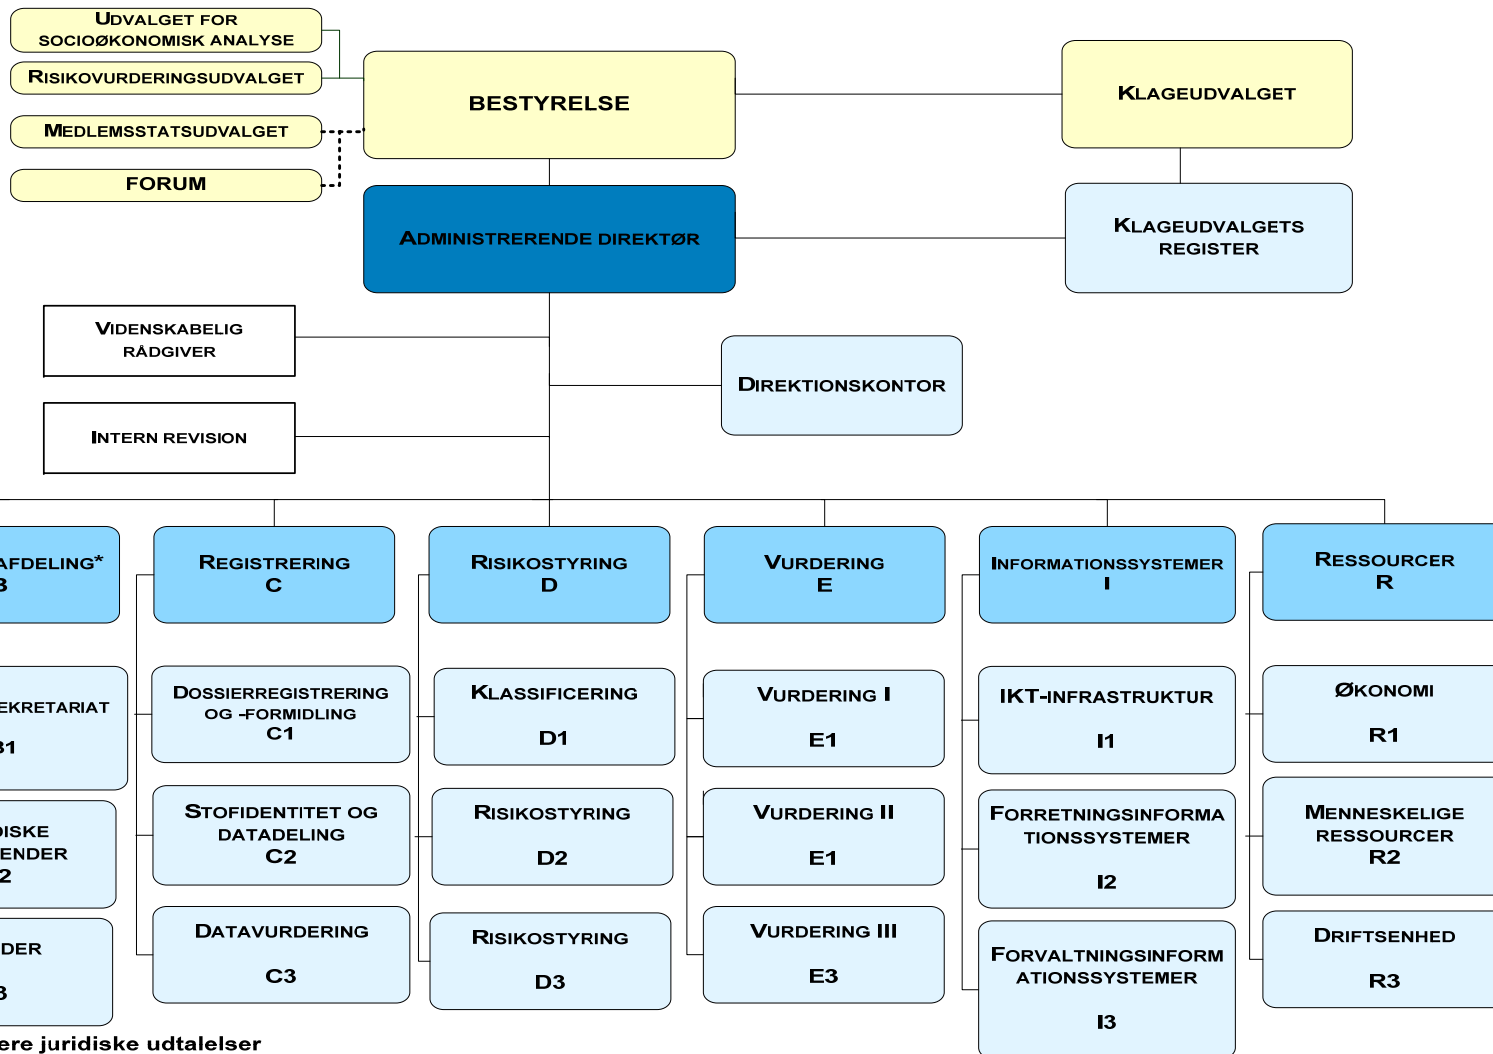 UDVALGET FOR
SOCIOØKONOMISK ANALYSE
RISIKOVURDERINGSUDVALGET
MEDLEMSSTATSUDVALGET
FORUM
BESTYRELSE
KLAGEUDVALGET
ADMINISTRERENDE DIREKTØR
KLAGEUDVALGETS
REGISTER
VIDENSKABELIG
RÅDGIVER
INTERN REVISION
DIREKTIONSKONTOR
AFDELING*
REGISTRERING
C
RISIKOSTYRING
D
VURDERING
E
INFORMATIONSSYSTEMER
I
RESSOURCER
R
DOSSIERREGISTRERING
OG -FORMIDLING
C1
KLASSIFICERING
D1
VURDERING I
E1
IKT-INFRASTRUKTUR
I1
ØKONOMI
R1
STOFIDENTITET OG
DATADELING
C2
RISIKOSTYRING
D2
VURDERING II
E1
FORRETNINGSINFORMA
TIONSSYSTEMER
I2
MENNESKELIGE
RESSOURCER
R2
DATAVURDERING
C3
RISIKOSTYRING
D3
VURDERING III
E3
FORVALTNINGSINFORM
ATIONSSYSTEMER
I3
DRIFTSENHED
R3
juridiske udtalelser